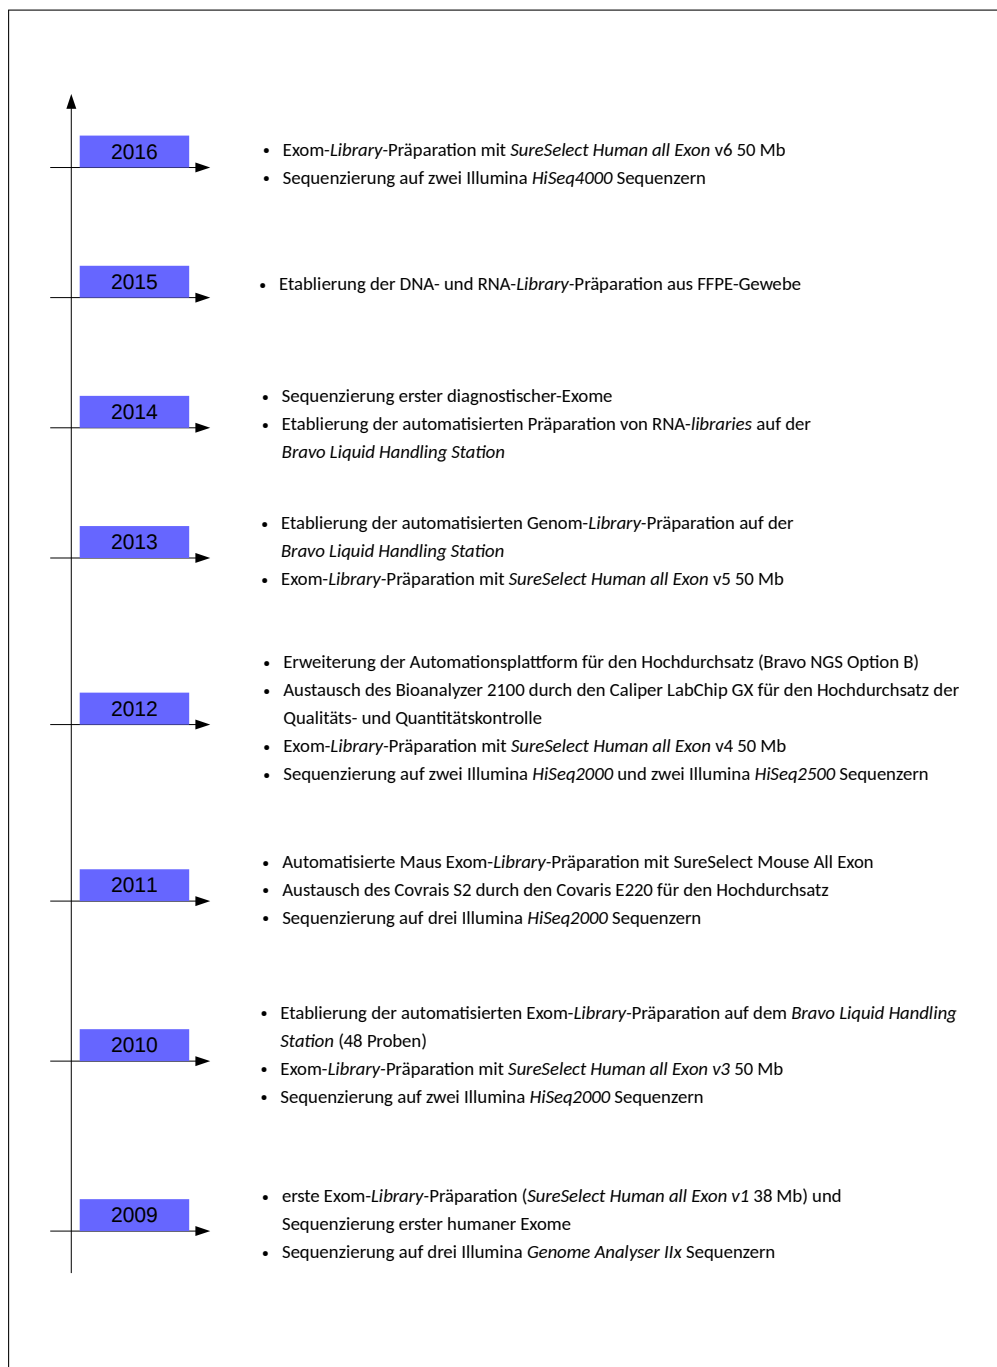 2016
• Exom-Library-Präparation mit SureSelect Human all Exon v6 50 Mb
• Sequenzierung auf zwei Illumina HiSeq4000 Sequenzern
2015
• Etablierung der DNA- und RNA-Library-Präparation aus FFPE-Gewebe
2014
• Sequenzierung erster diagnostischer-Exome
• Etablierung der automatisierten Präparation von RNA-libraries auf der
Bravo Liquid Handling Station
2013
• Etablierung der automatisierten Genom-Library-Präparation auf der
Bravo Liquid Handling Station
• Exom-Library-Präparation mit SureSelect Human all Exon v5 50 Mb
2012
• Erweiterung der Automationsplattform für den Hochdurchsatz (Bravo NGS Option B)
• Austausch des Bioanalyzer 2100 durch den Caliper LabChip GX für den Hochdurchsatz der
Qualitäts- und Quantitätskontrolle
• Exom-Library-Präparation mit SureSelect Human all Exon v4 50 Mb
• Sequenzierung auf zwei Illumina HiSeq2000 und zwei Illumina HiSeq2500 Sequenzern
2011
• Automatisierte Maus Exom-Library-Präparation mit SureSelect Mouse All Exon
• Austausch des Covrais S2 durch den Covaris E220 für den Hochdurchsatz
• Sequenzierung auf drei Illumina HiSeq2000 Sequenzern
2010
• Etablierung der automatisierten Exom-Library-Präparation auf dem Bravo Liquid Handling
Station (48 Proben)
• Exom-Library-Präparation mit SureSelect Human all Exon v3 50 Mb
• Sequenzierung auf zwei Illumina HiSeq2000 Sequenzern
2009
• erste Exom-Library-Präparation (SureSelect Human all Exon v1 38 Mb) und
Sequenzierung erster humaner Exome
• Sequenzierung auf drei Illumina Genome Analyser IIx Sequenzern